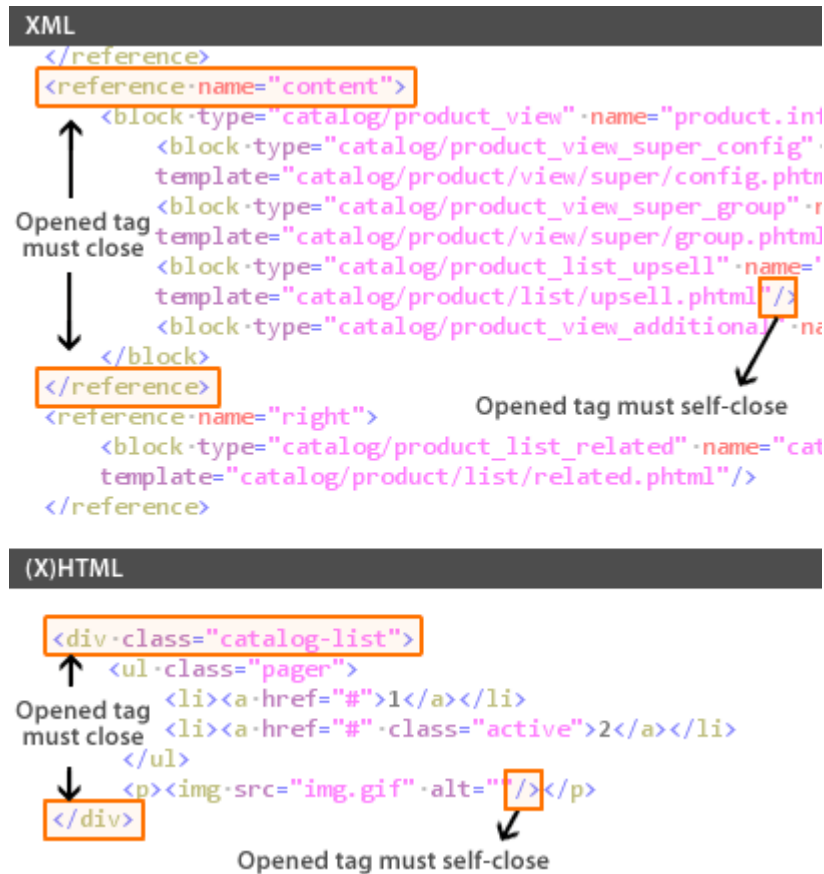 XML
</reference>
<reference name="content">
<block type="catalog/product_view" name="product.inf
<block type="catalog/product_view_super_config"
template="catalog/product/view/super/config.phtm
<block type="catalog/product_view_super_group" n
Opened tag
must close
template="catalog/product/view/super/group.phtml
<block type="catalog/product_list_upsell" name="
template="catalog/product/list/upsell.phtml"/>
<block type="catalog/product_view_additional" na
</block>
</reference>
Opened tag must self-close
<reference name="right">
<block type="catalog/product_list_related" name="cat
template="catalog/product/list/related.phtml"/>
</reference>
(X)HTML
<div class="catalog-list">
<ul class="pager">
<li><a href="#">1</a></li>
Opened tag
must close
<li><a href="#" class="active">2</a></li>
</ul>
<p><img src="img.gif" alt=""/></p>
</div>
Opened tag must self-close